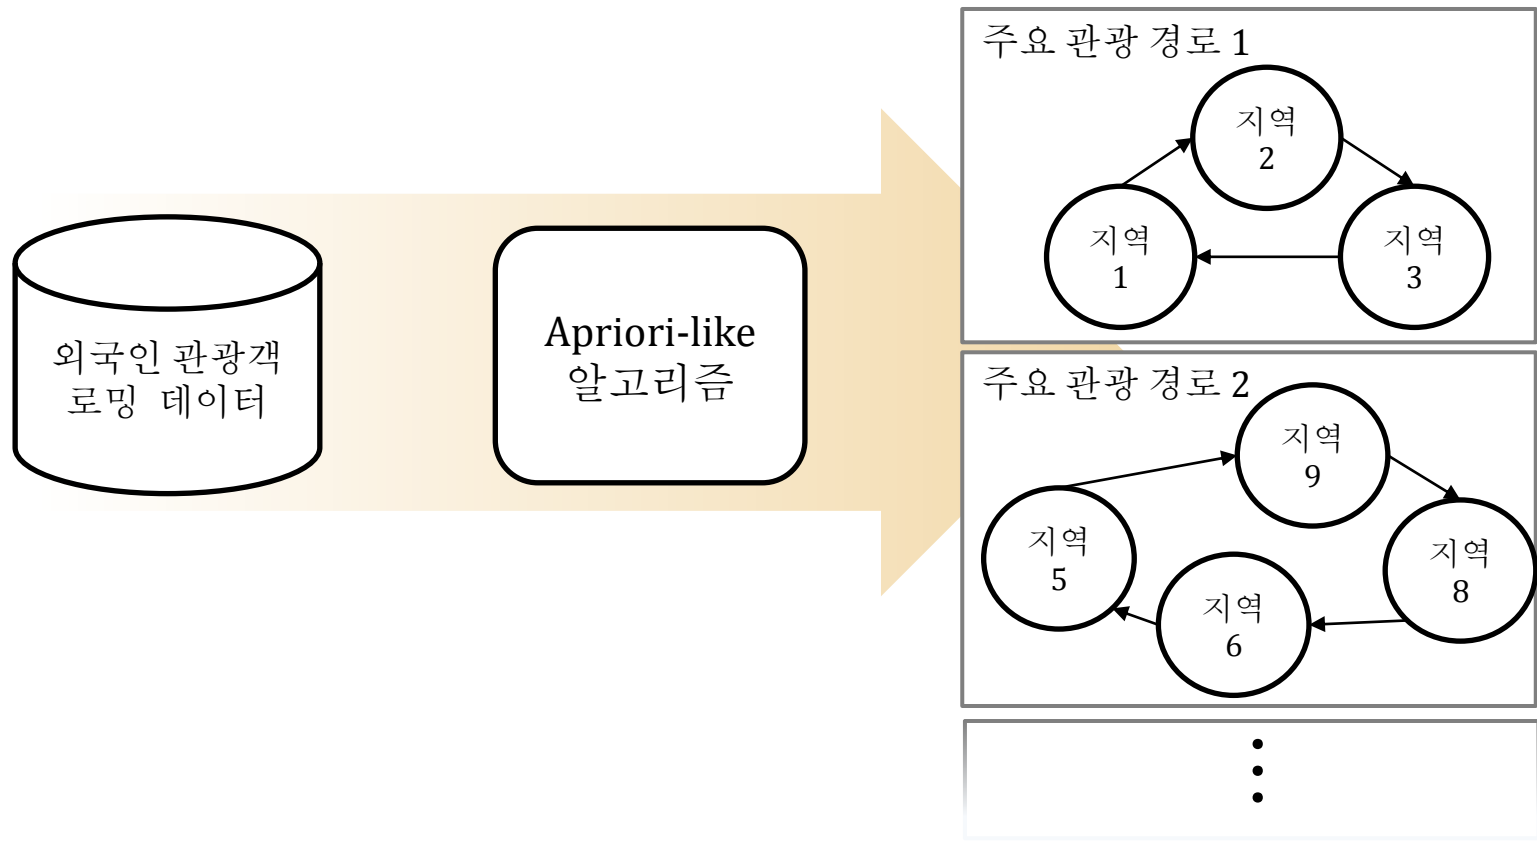 외국인 관광객
로밍 데이터
Apriori-like
알고리즘
주요 관광 경로 1
지역
2
지역
1
지역
3
주요 관광 경로 2
지역
9
지역
5
지역
8
지역
6